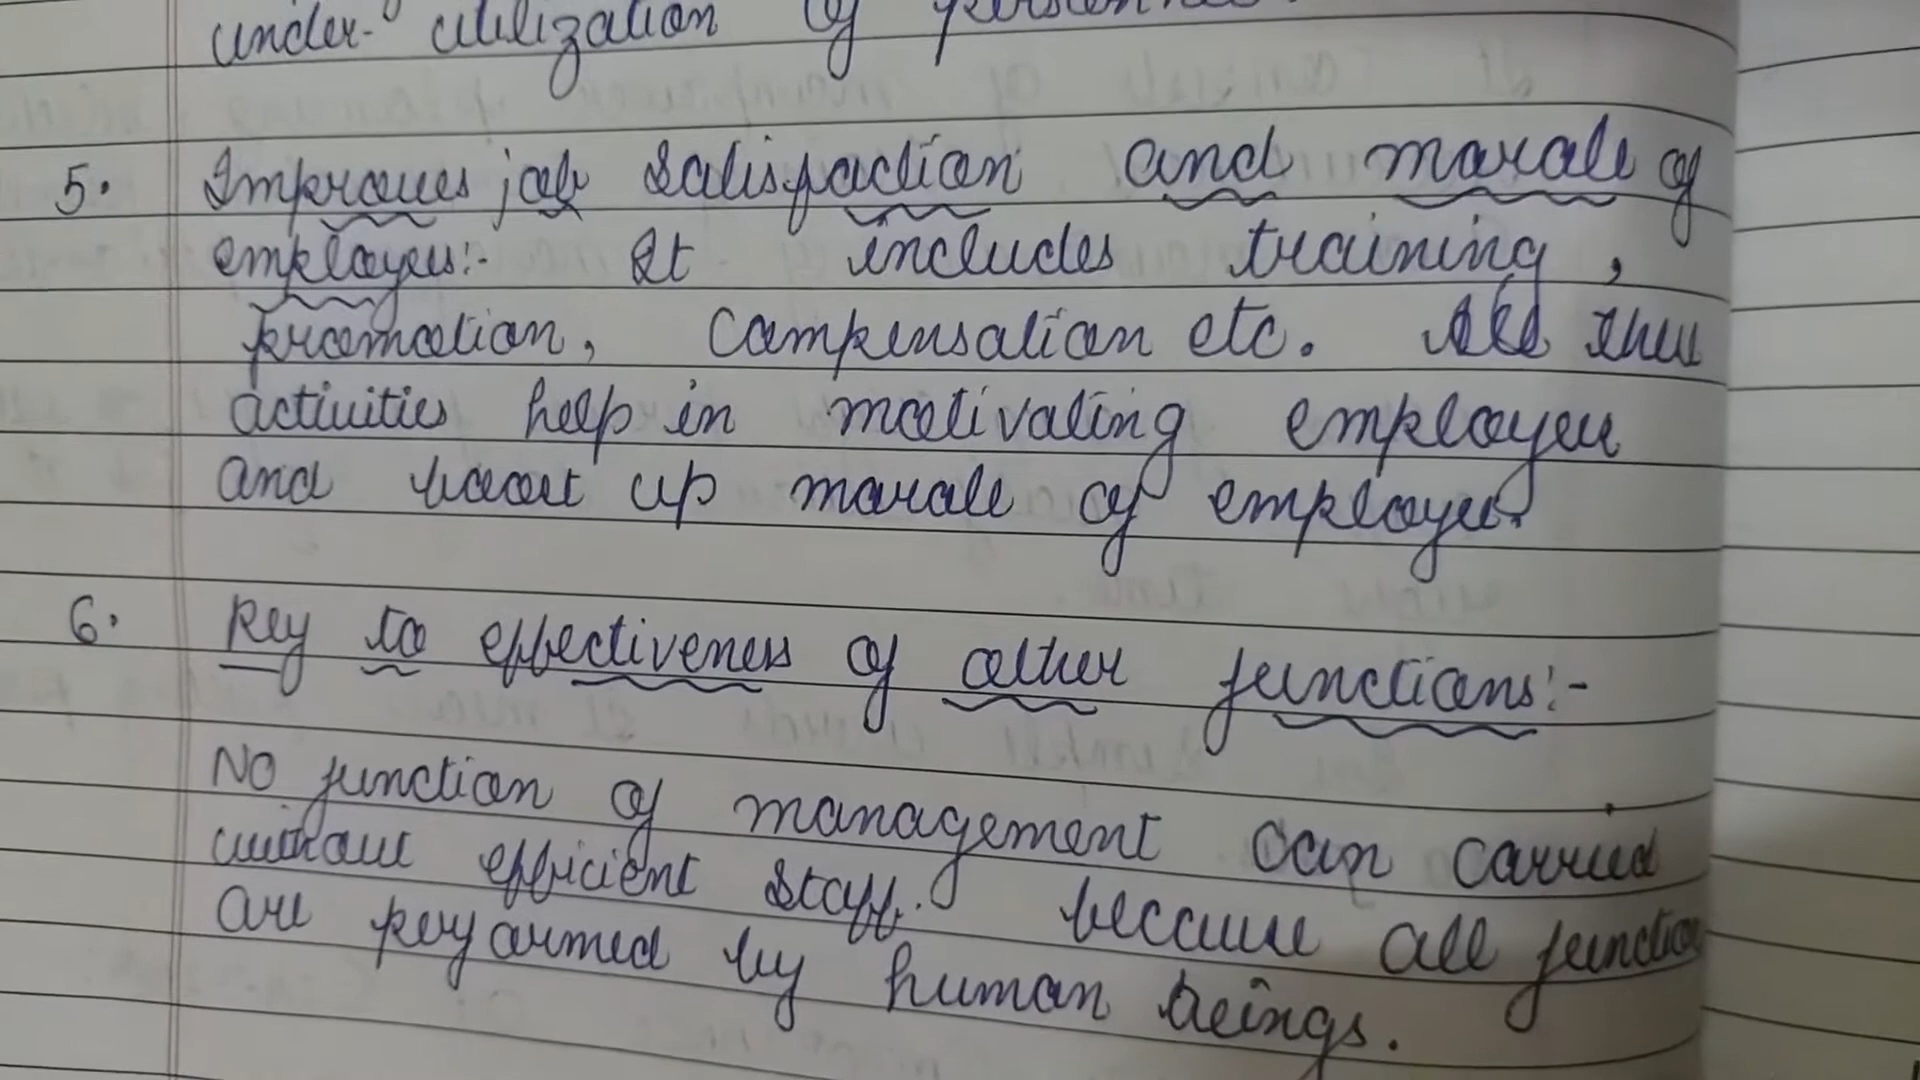 under-utilization of personnel
5. Improves job satisfaction and morale of
employees:- It includes training,
promotion, compensation etc. All these
activities help in motivating employees
and boost up morale of employees.
6. Key to effectiveness of other functions:-
No function of management can carried
without efficient staff. because all function
are performed by human beings.